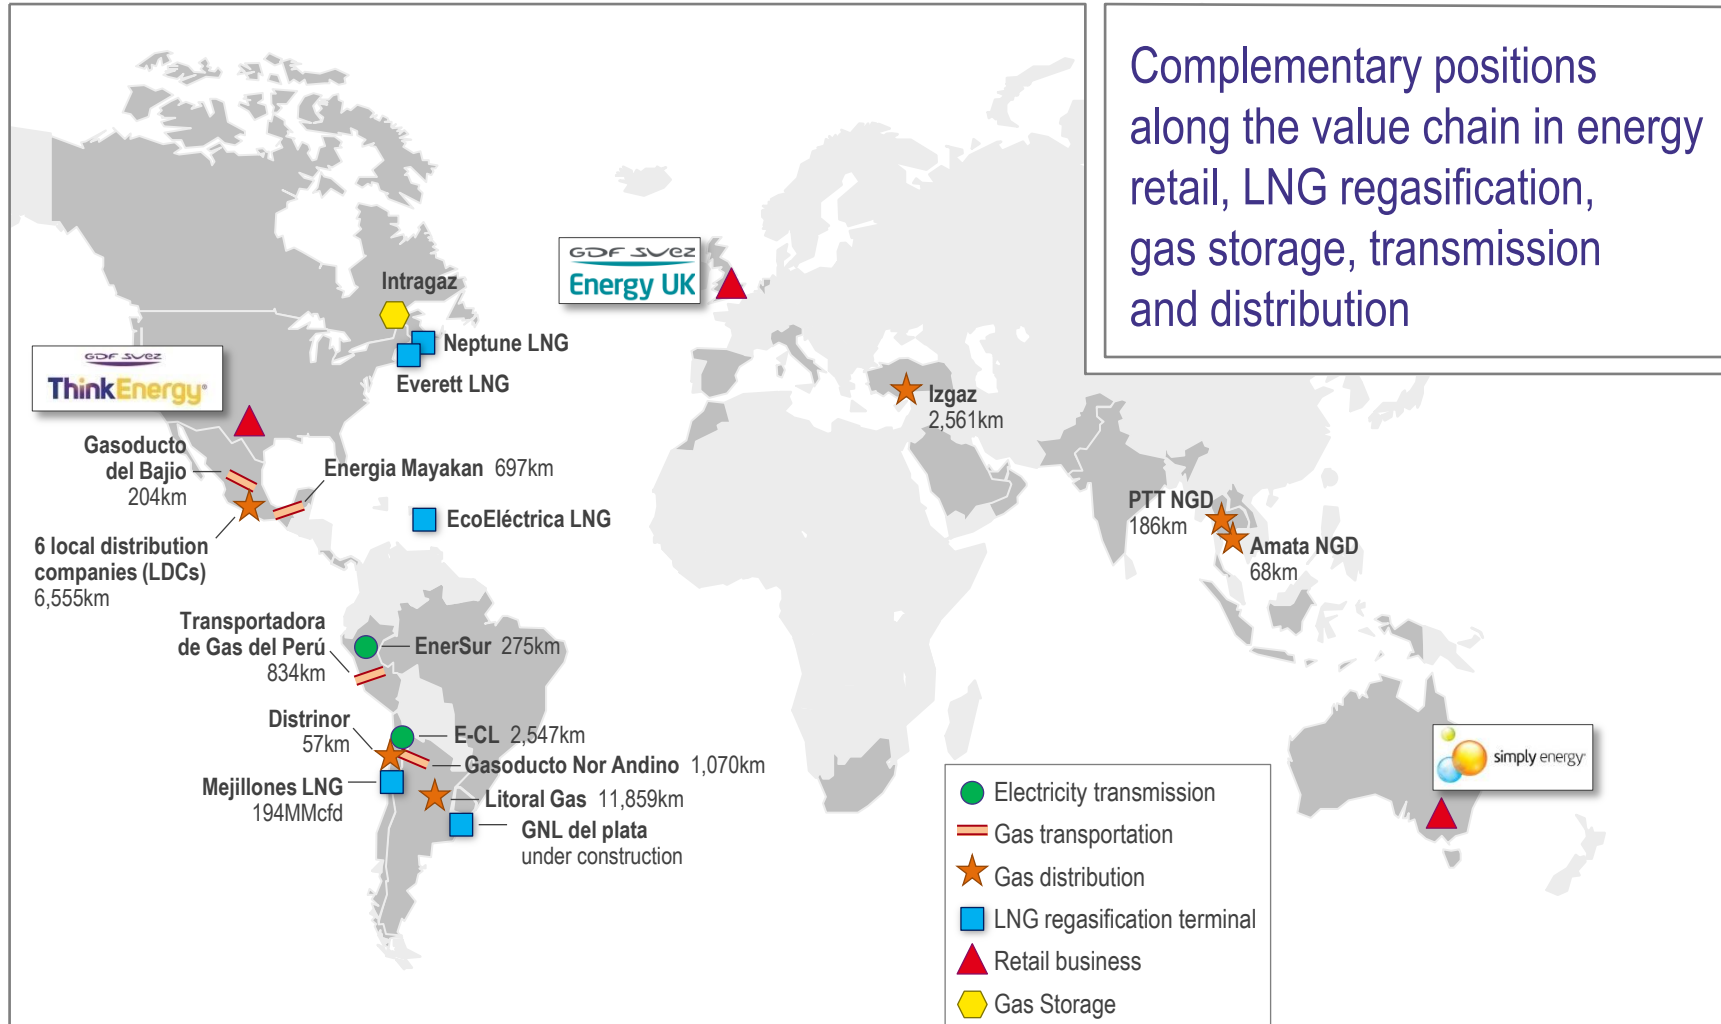 Complementary positions
along the value chain in energy
retail, LNG regasification,
gas storage, transmission
and distribution
GDF SUEZ
Energy UK
Intragaz
Neptune LNG
Everett LNG
GDF SUEZ
ThinkEnergy®
Izgaz
2,561km
Gasoducto
del Bajio
204km
Energia Mayakan 697km
EcoEléctrica LNG
PTT NGD
186km
Amata NGD
68km
6 local distribution
companies (LDCs)
6,555km
Transportadora
de Gas del Perú
834km
EnerSur 275km
Distrinor
57km
E-CL 2,547km
Gasoducto Nor Andino 1,070km
Mejillones LNG
194MMcfd
Litoral Gas 11,859km
GNL del plata
under construction
simply energy®
Electricity transmission
Gas transportation
Gas distribution
LNG regasification terminal
Retail business
Gas Storage